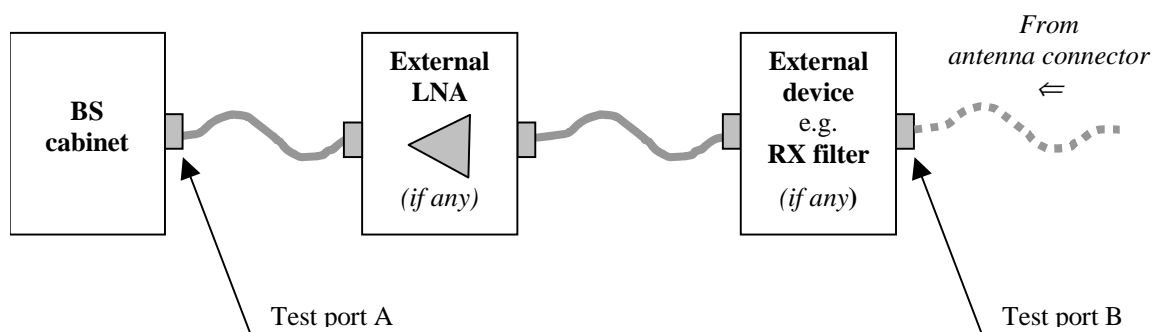 BS
cabinet
External
LNA
(if any)
External
device
e.g.
RX filter
(if any)
From
antenna connector
⇐
Test port A
Test port B